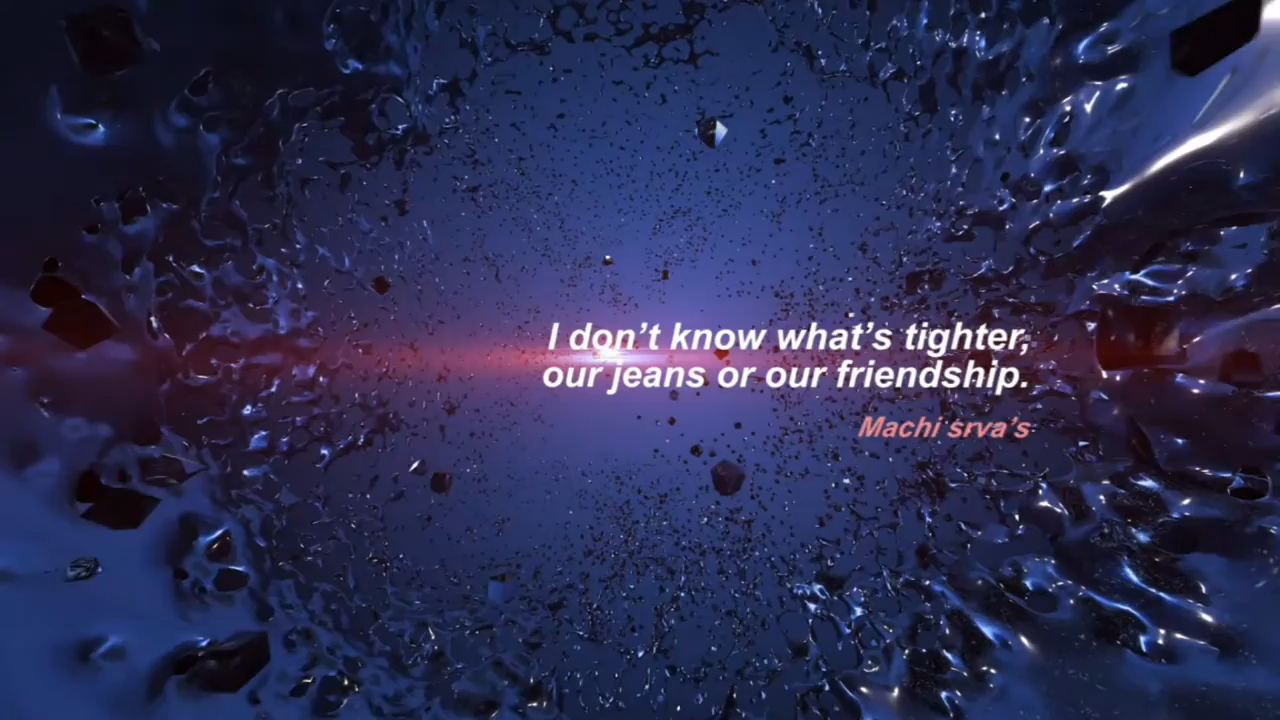 I don’t know what’s tighter,
our jeans or our friendship.
Machi srva’s